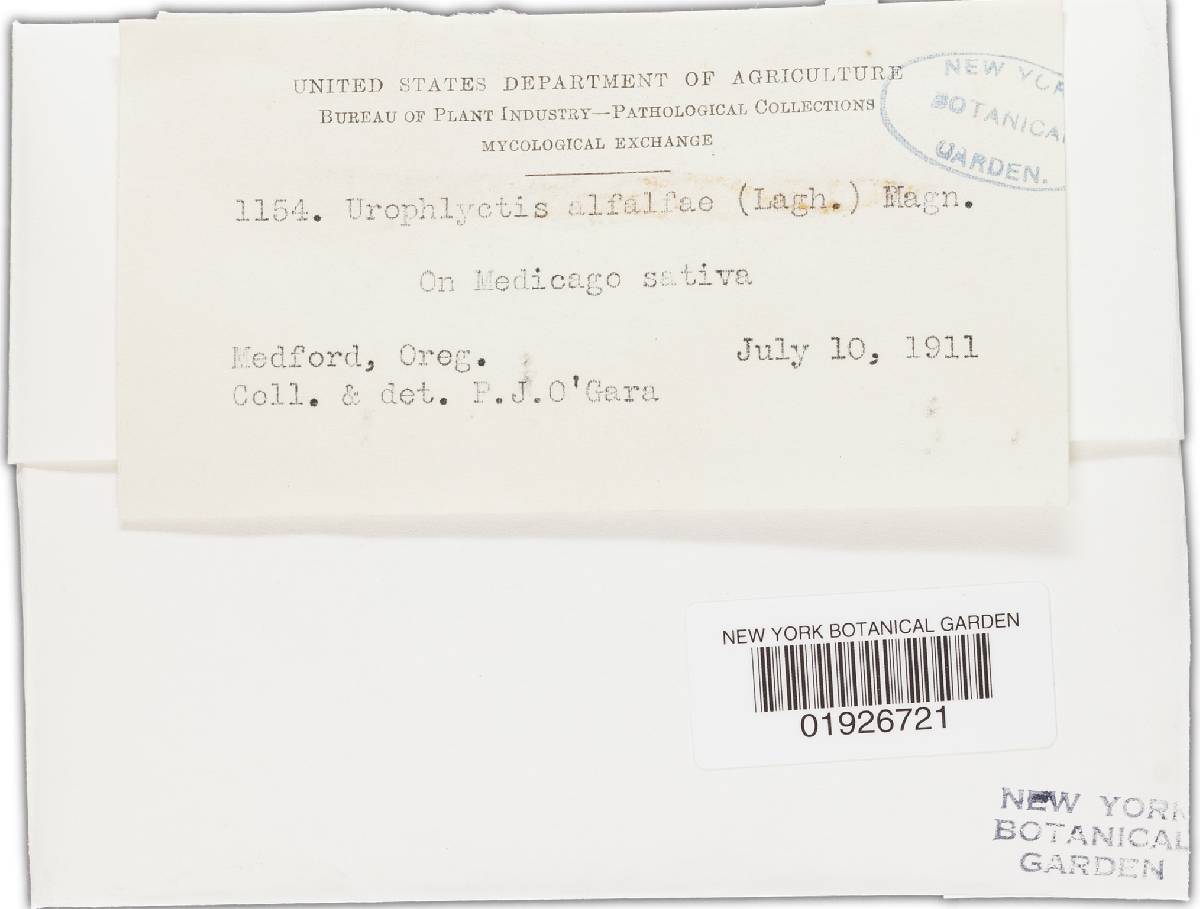 UNITED STATES DEPARTMENT OF AGRICULTURE
BUREAU OF PLANT INDUSTRY—PATHOLOGICAL COLLECTIONS
MYCOLOGICAL EXCHANGE
NEW YOR
BOTANICAL
GARDEN.
1154. Urophlyctis alfalfae (Lagh.) Magn.
On Medicago sativa
Medford, Oreg. July 10, 1911
Coll. & det. P.J.O'Gara
NEW YORK BOTANICAL GARDEN
01926721
NEW YORK
BOTANICAL
GARDEN